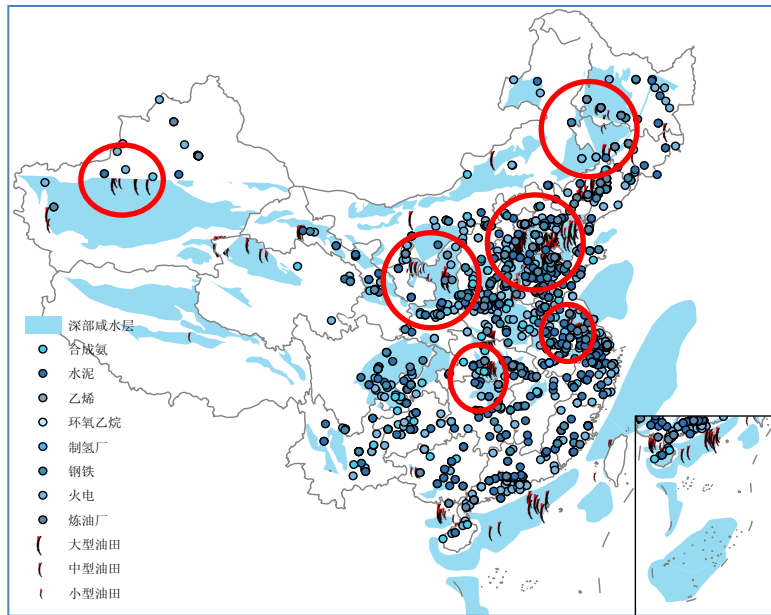 深部咸水层
合成氨
水泥
乙烯
环氧乙烷
制氢厂
钢铁
火电
炼油厂
大型油田
中型油田
小型油田